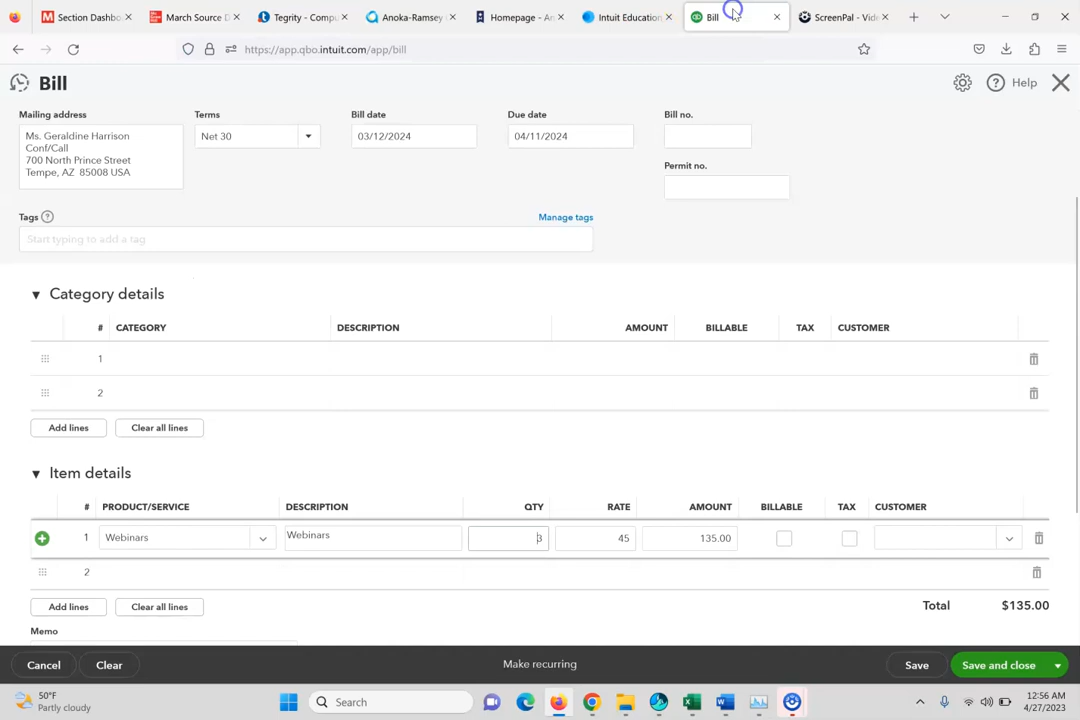 Section Dashboard
March Source D
Tegrity - Compu
Anoka-Ramsey
Homepage - An
Intuit Education
Bill
ScreenPal - Vide
https://app.qbo.intuit.com/app/bill
Bill
Help
Mailing address
Terms
Bill date
Due date
Bill no.
Ms. Geraldine Harrison
Conf/Call
700 North Prince Street
Tempe, AZ 85008 USA
Net 30
03/12/2024
04/11/2024
Permit no.
Tags
Manage tags
Start typing to add a tag
Category details
# CATEGORY DESCRIPTION AMOUNT BILLABLE TAX CUSTOMER
1
2
Add lines
Clear all lines
Item details
# PRODUCT/SERVICE DESCRIPTION QTY RATE AMOUNT BILLABLE TAX CUSTOMER
1 Webinars Webinars 3 45 135.00
2
Add lines
Clear all lines
Total $135.00
Memo
Cancel
Clear
Make recurring
Save
Save and close
50°F
Partly cloudy
Search
12:56 AM
4/27/2023